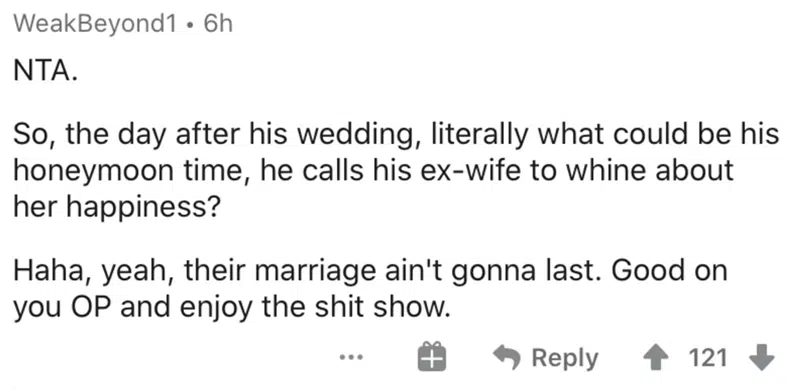 WeakBeyond1 • 6h
NTA.
So, the day after his wedding, literally what could be his
honeymoon time, he calls his ex-wife to whine about
her happiness?
Haha, yeah, their marriage ain't gonna last. Good on
you OP and enjoy the shit show.
... Reply 121